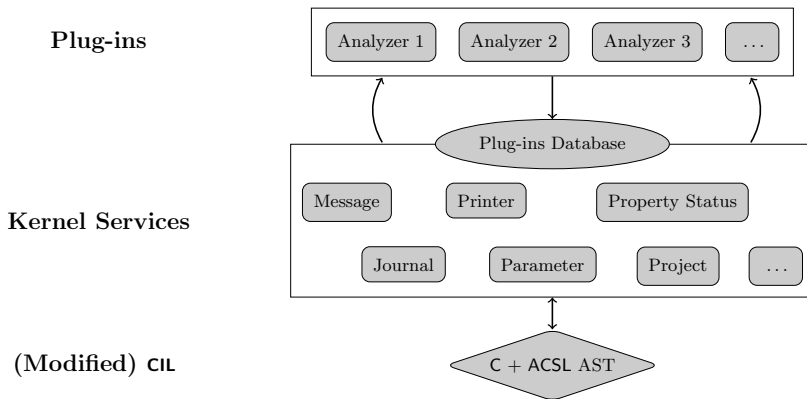 Plug-ins
Analyzer 1 Analyzer 2 Analyzer 3 ...
Plug-ins Database
Kernel Services
Message Printer Property Status
Journal Parameter Project ...
(Modified) CIL
C + ACSL AST